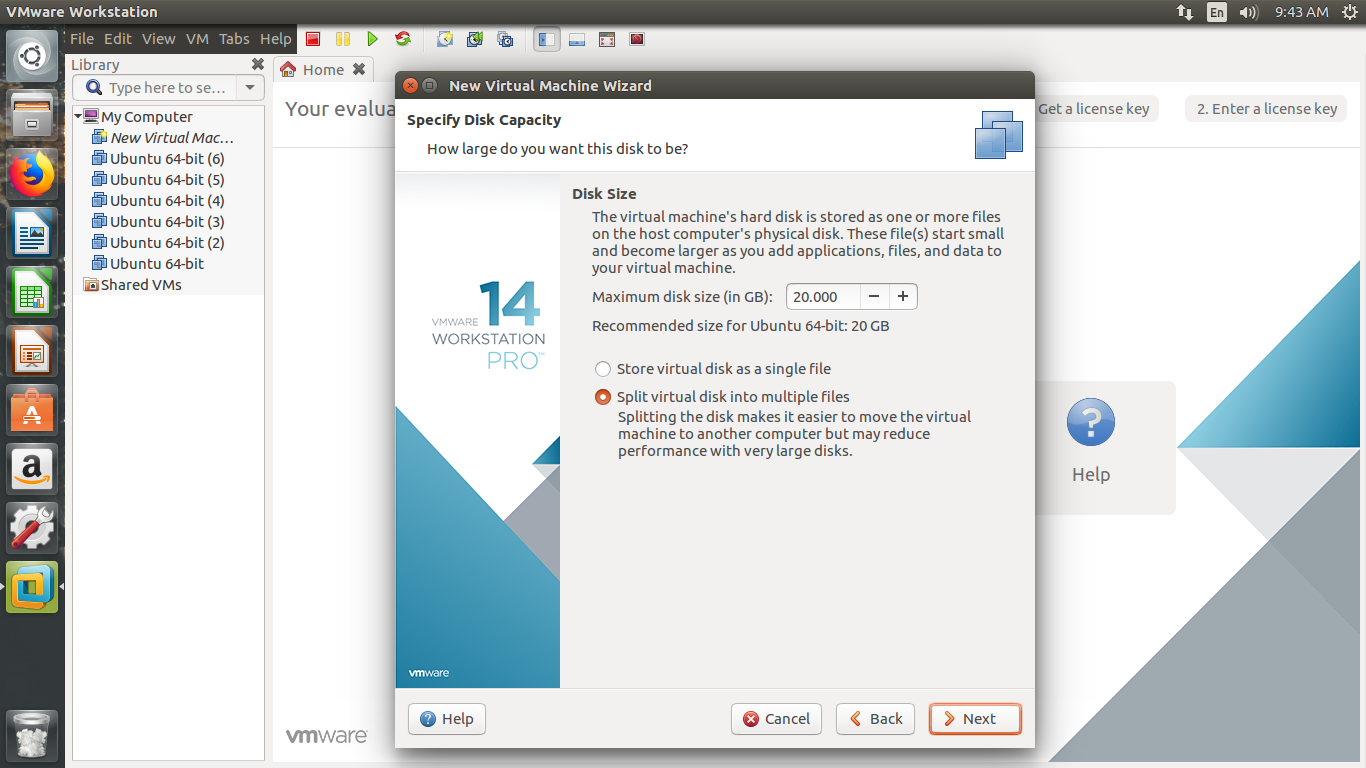 VMware Workstation
En
9:43 AM
File Edit View VM Tabs Help
Library
Type here to se...
Home
My Computer
New Virtual Mac...
Ubuntu 64-bit (6)
Ubuntu 64-bit (5)
Ubuntu 64-bit (4)
Ubuntu 64-bit (3)
Ubuntu 64-bit (2)
Ubuntu 64-bit
Shared VMs
Your evalua
Get a license key
2. Enter a license key
Help
vmware
New Virtual Machine Wizard
Specify Disk Capacity
How large do you want this disk to be?
VMWARE 14
WORKSTATION
PRO™
vmware
Disk Size
The virtual machine's hard disk is stored as one or more files
on the host computer's physical disk. These file(s) start small
and become larger as you add applications, files, and data to
your virtual machine.
Maximum disk size (in GB): 20.000
Recommended size for Ubuntu 64-bit: 20 GB
Store virtual disk as a single file
Split virtual disk into multiple files
Splitting the disk makes it easier to move the virtual
machine to another computer but may reduce
performance with very large disks.
Help
Cancel
Back
Next